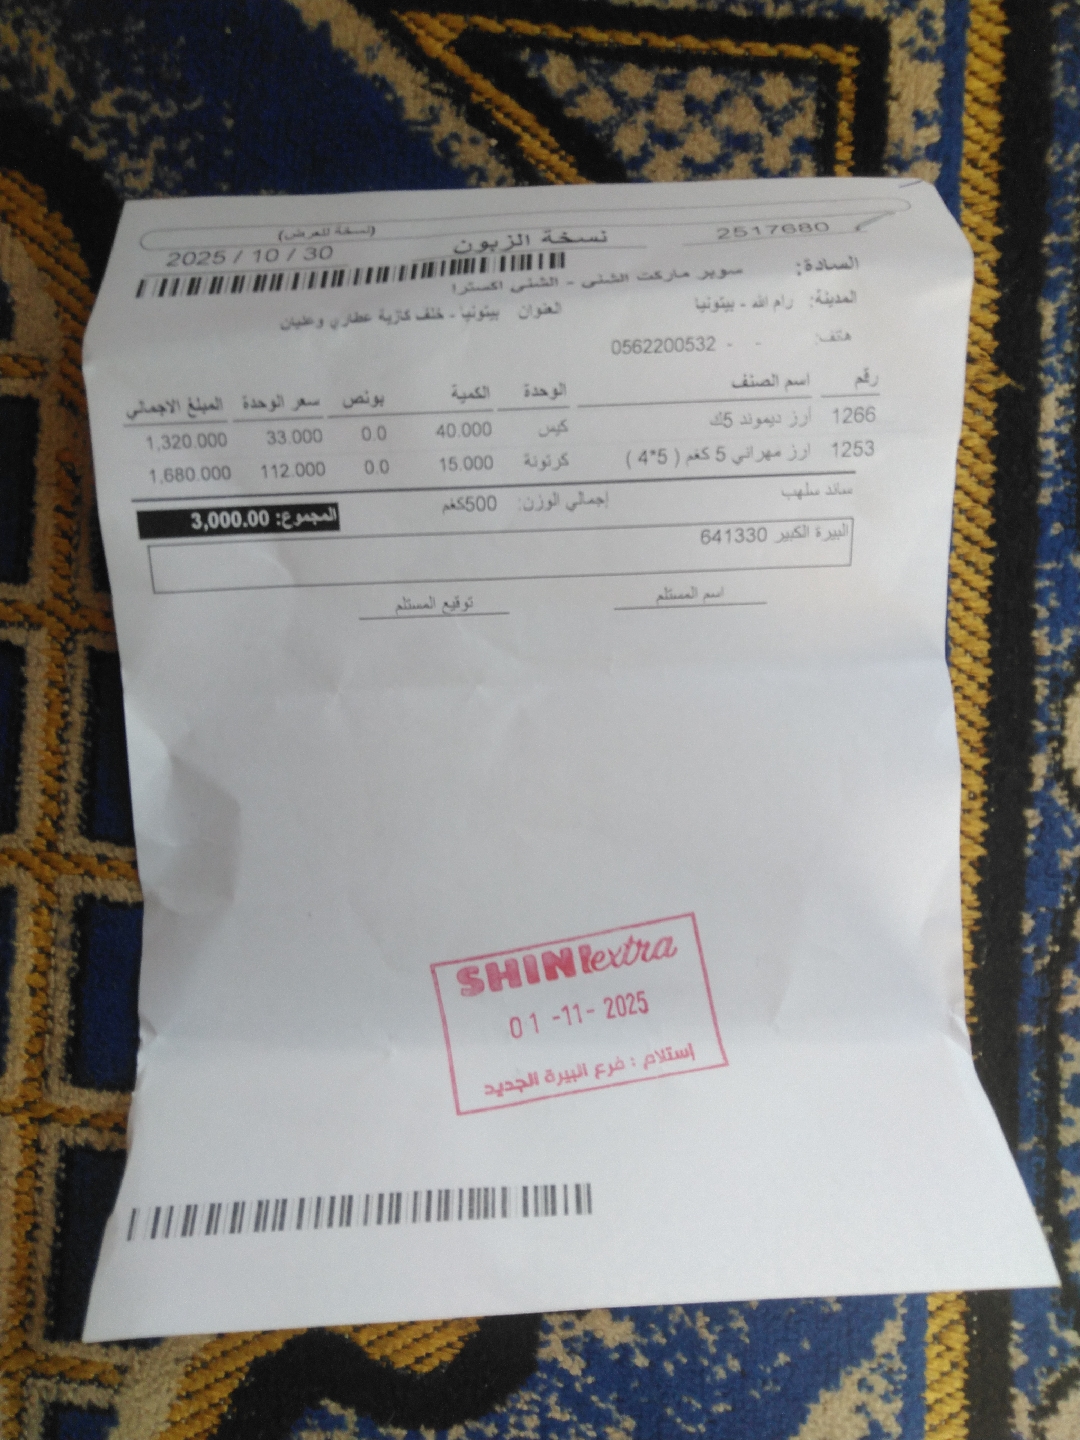 (نسخة للعرض)
2517680 نسخة الزبون 2025 / 10 / 30
السادة: سوبر ماركت الشني - الشني اكسترا
المدينة: رام الله - بيتونيا العنوان بيتونيا - خلف كازية عطاري وعليان
هاتف: - - 0562200532
رقم اسم الصنف الوحدة الكمية بونص سعر الوحدة المبلغ الاجمالي
1266 أرز ديموند 5ك كيس 40.000 0.0 33.000 1,320.000
1253 ارز مهراني 5 كغم ( 5*4 ) كرتونة 15.000 0.0 112.000 1,680.000
سائد سلهب إجمالي الوزن: 500كغم المجموع: 3,000.00
البيرة الكبير 641330
اسم المستلم توقيع المستلم
SHINI extra
01 -11- 2025
إستلام : فرع البيرة الجديد